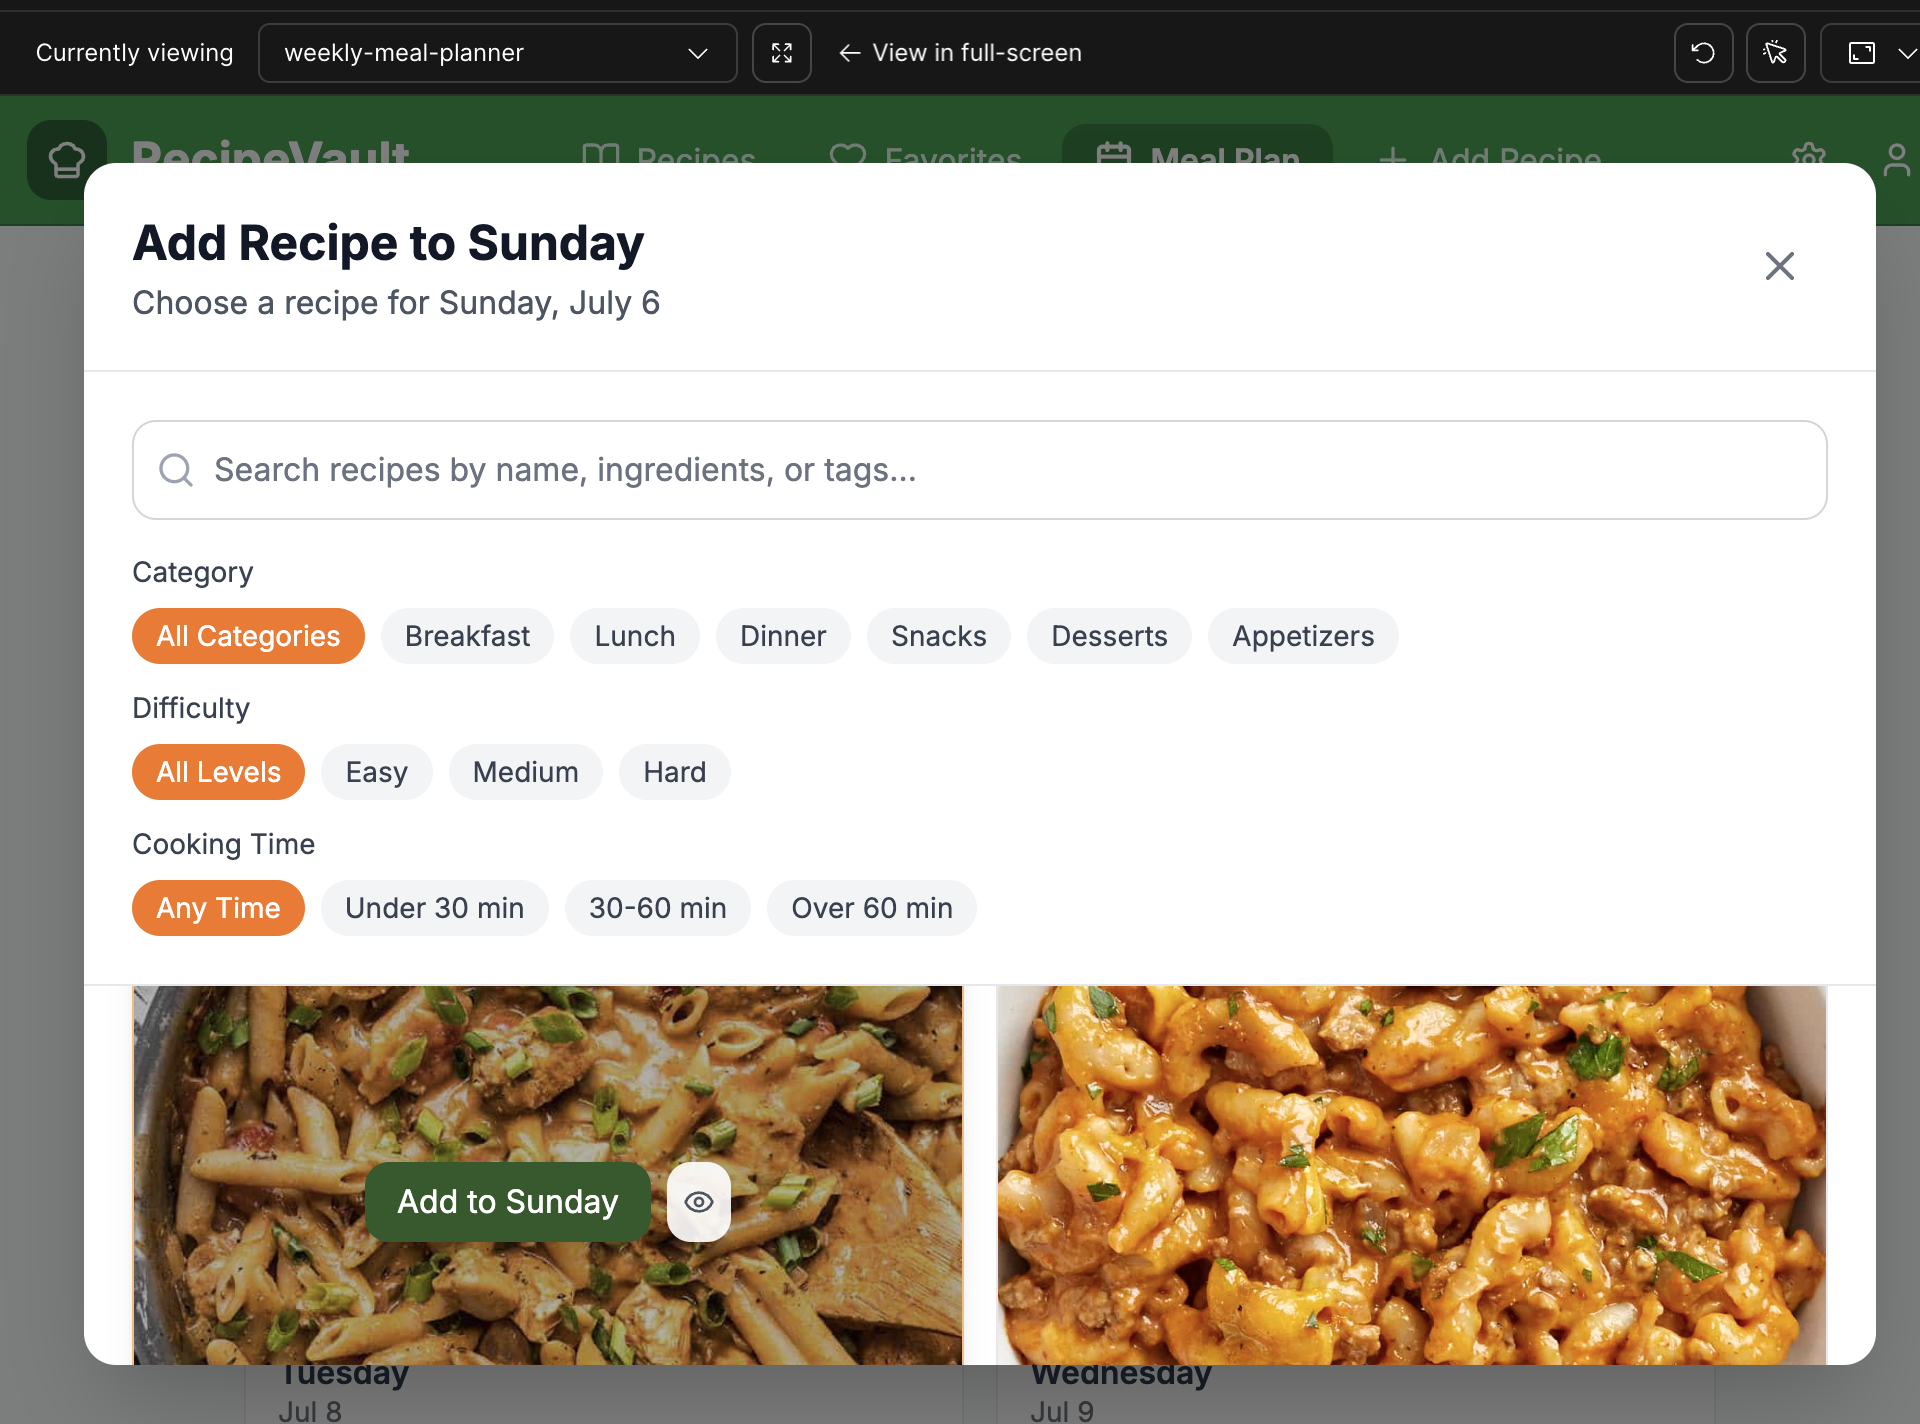 Currently viewing weekly-meal-planner ← View in full-screen
RecipeVault Recipes Favorites Meal Plan + Add Recipe
Add Recipe to Sunday
Choose a recipe for Sunday, July 6
Search recipes by name, ingredients, or tags...
Category
All Categories Breakfast Lunch Dinner Snacks Desserts Appetizers
Difficulty
All Levels Easy Medium Hard
Cooking Time
Any Time Under 30 min 30-60 min Over 60 min
Add to Sunday
Tuesday Wednesday
Jul 8 Jul 9